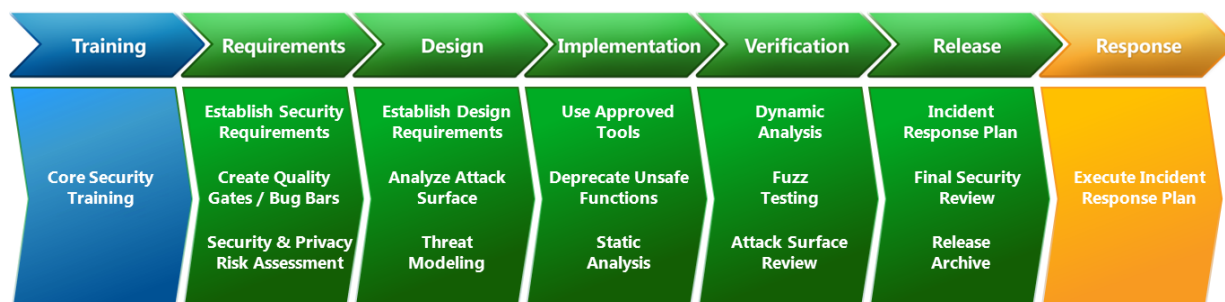 Training
Requirements
Design
Implementation
Verification
Release
Response
Core Security
Training
Establish Security
Requirements
Create Quality
Gates / Bug Bars
Security & Privacy
Risk Assessment
Establish Design
Requirements
Analyze Attack
Surface
Threat
Modeling
Use Approved
Tools
Deprecate Unsafe
Functions
Static
Analysis
Dynamic
Analysis
Fuzz
Testing
Attack Surface
Review
Incident
Response Plan
Final Security
Review
Release
Archive
Execute Incident
Response Plan